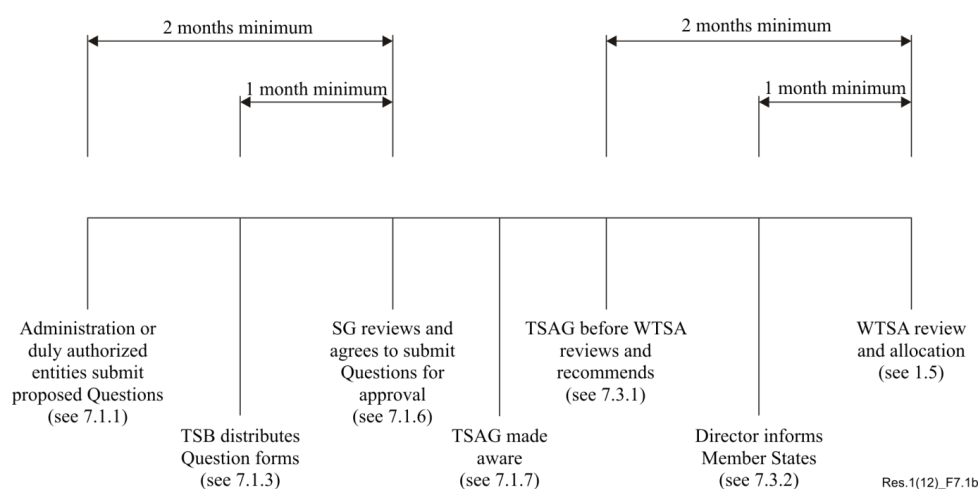 2 months minimum
2 months minimum
1 month minimum
1 month minimum
Administration or
duly authorized
entities submit
proposed Questions
(see 7.1.1)
TSB distributes
Question forms
(see 7.1.3)
SG reviews and
agrees to submit
Questions for
approval
(see 7.1.6)
TSAG made
aware
(see 7.1.7)
TSAG before WTSA
reviews and
recommends
(see 7.3.1)
Director informs
Member States
(see 7.3.2)
WTSA review
and allocation
(see 1.5)
Res.1(12)_F7.1b